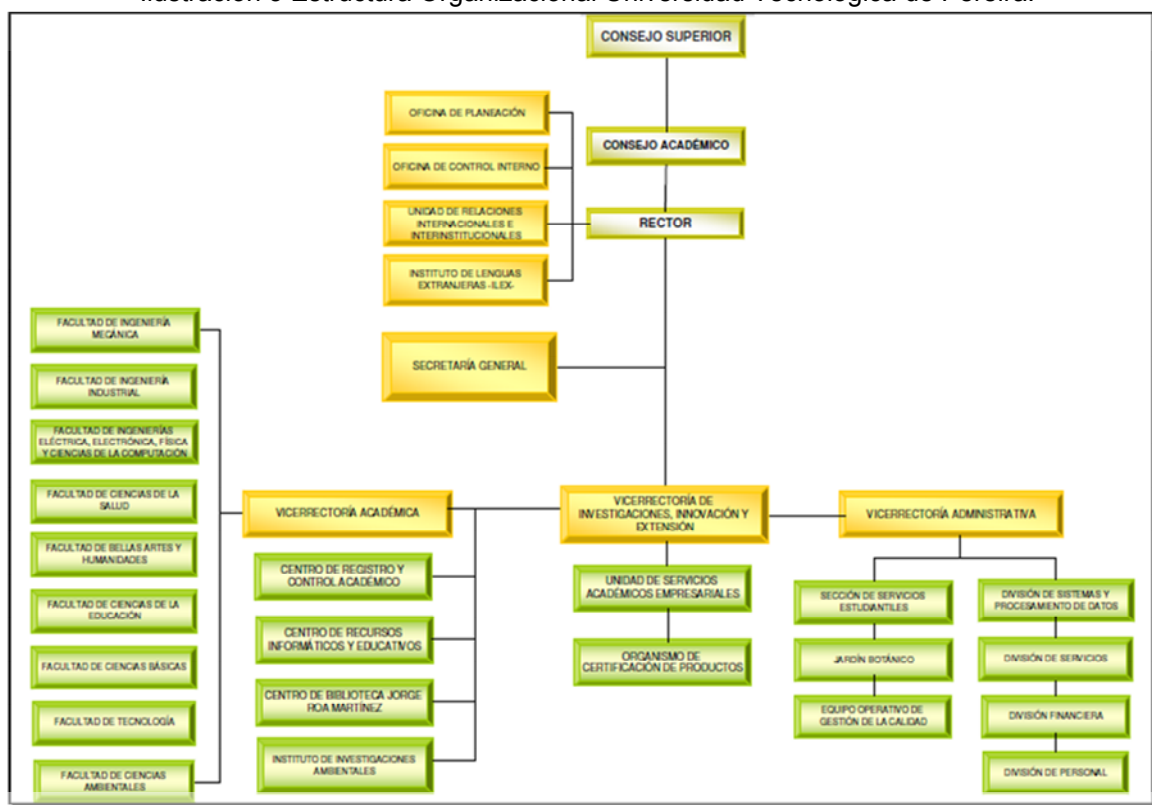 Ilustración 3 Estructura Organizacional Universidad Tecnológica de Pereira.
CONSEJO SUPERIOR
OFICINA DE PLANEACIÓN
CONSEJO ACADÉMICO
OFICINA DE CONTROL INTERNO
UNIDAD DE RELACIONES
INTERNACIONALES E
INTERINSTITUCIONALES
RECTOR
INSTITUTO DE LENGUAS
EXTRANJERAS -ILEX-
SECRETARÍA GENERAL
FACULTAD DE INGENIERÍA
MECÁNICA
FACULTAD DE INGENIERÍA
INDUSTRIAL
FACULTAD DE INGENIERÍAS
ELÉCTRICA, ELECTRÓNICA, FÍSICA
Y CIENCIAS DE LA COMPUTACIÓN
FACULTAD DE CIENCIAS DE LA
SALUD
FACULTAD DE BELLAS ARTES Y
HUMANIDADES
FACULTAD DE CIENCIAS DE LA
EDUCACIÓN
FACULTAD DE CIENCIAS BÁSICAS
FACULTAD DE TECNOLOGÍA
FACULTAD DE CIENCIAS
AMBIENTALES
VICERRECTORÍA ACADÉMICA
CENTRO DE REGISTRO Y
CONTROL ACADÉMICO
CENTRO DE RECURSOS
INFORMÁTICOS Y EDUCATIVOS
CENTRO DE BIBLIOTECA JORGE
ROA MARTÍNEZ
INSTITUTO DE INVESTIGACIONES
AMBIENTALES
VICERRECTORÍA DE
INVESTIGACIONES, INNOVACIÓN Y
EXTENSIÓN
UNIDAD DE SERVICIOS
ACADÉMICOS EMPRESARIALES
ORGANISMO DE
CERTIFICACIÓN DE PRODUCTOS
VICERRECTORÍA ADMINISTRATIVA
SECCIÓN DE SERVICIOS
ESTUDIANTILES
JARDÍN BOTÁNICO
EQUIPO OPERATIVO DE
GESTIÓN DE LA CALIDAD
DIVISIÓN DE SISTEMAS Y
PROCESAMIENTO DE DATOS
DIVISIÓN DE SERVICIOS
DIVISIÓN FINANCIERA
DIVISIÓN DE PERSONAL